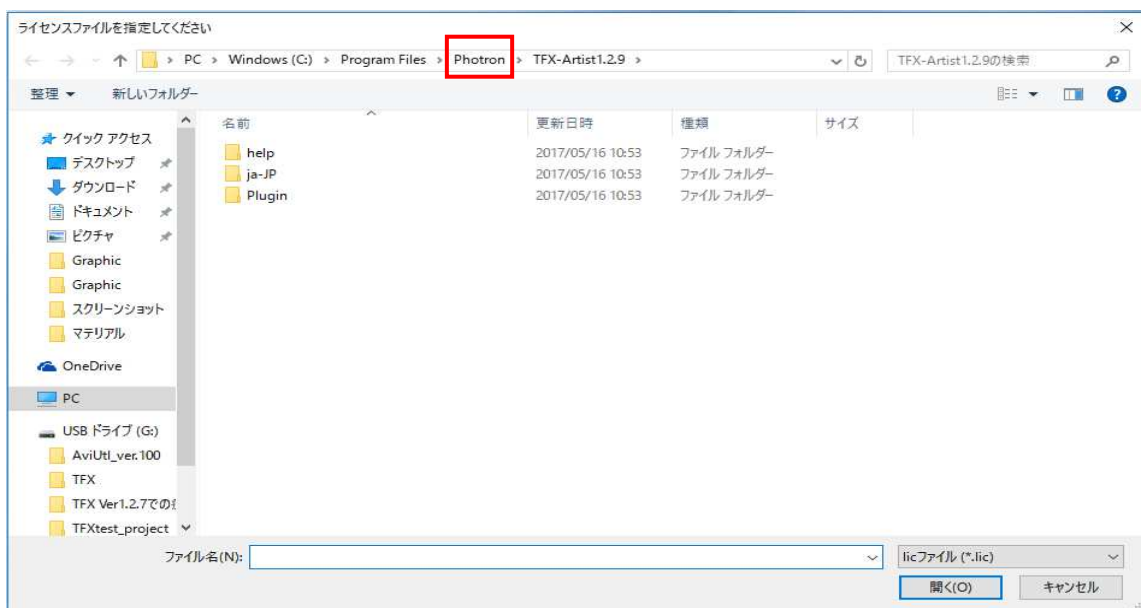 ライセンスファイルを指定してください
PC > Windows (C:) > Program Files > Photron > TFX-Artist1.2.9 >
TFX-Artist1.2.9の検索
整理 新しいフォルダー
名前 更新日時 種類 サイズ
help 2017/05/16 10:53 ファイル フォルダー
ja-JP 2017/05/16 10:53 ファイル フォルダー
Plugin 2017/05/16 10:53 ファイル フォルダー
クイック アクセス
デスクトップ
ダウンロード
ドキュメント
ピクチャ
Graphic
Graphic
スクリーンショット
マテリアル
OneDrive
PC
USB ドライブ (G:)
AviUtl_ver.100
TFX
TFX Ver1.2.7での
TFXtest_project
ファイル名(N):
licファイル (*.lic)
開く(O) キャンセル